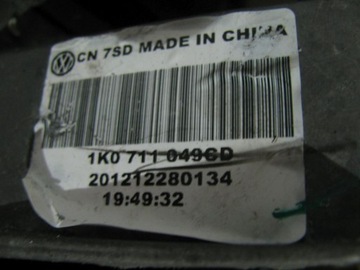 CN 7SD MADE IN CHINA
1K0 711 049CD
201212280134
19:49:32